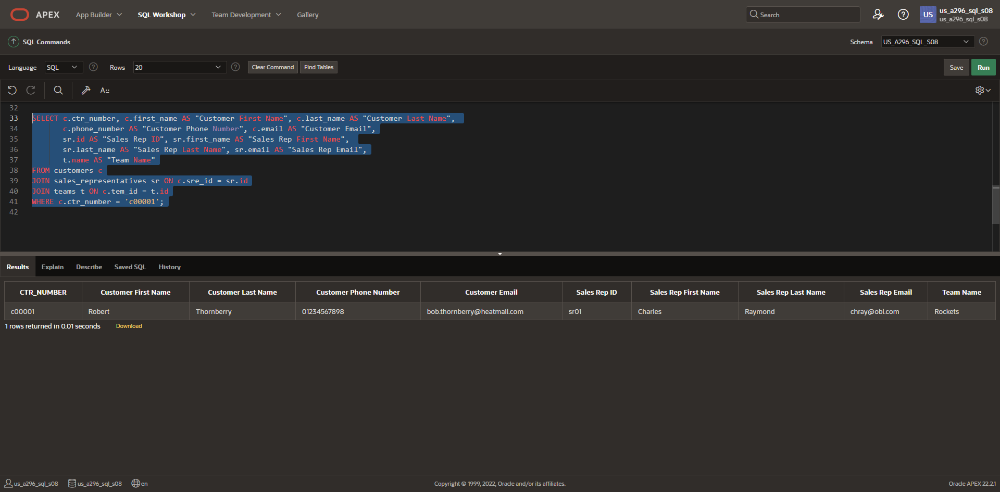 APEX App Builder SQL Workshop Team Development Gallery Search US us_a296_sql_s08
us_a296_sql_s08
SQL Commands Schema US_A296_SQL_S08
Language SQL Rows 20 Clear Command Find Tables Save Run
A
32
33 SELECT c.ctr_number, c.first_name AS "Customer First Name", c.last_name AS "Customer Last Name",
34 c.phone_number AS "Customer Phone Number", c.email AS "Customer Email",
35 sr.id AS "Sales Rep ID", sr.first_name AS "Sales Rep First Name",
36 sr.last_name AS "Sales Rep Last Name", sr.email AS "Sales Rep Email",
37 t.name AS "Team Name"
38 FROM customers c
39 JOIN sales_representatives sr ON c.sre_id = sr.id
40 JOIN teams t ON c.tem_id = t.id
41 WHERE c.ctr_number = 'c00001';
42
Results Explain Describe Saved SQL History
CTR_NUMBER Customer First Name Customer Last Name Customer Phone Number Customer Email Sales Rep ID Sales Rep First Name Sales Rep Last Name Sales Rep Email Team Name
c00001 Robert Thornberry 01234567898 bob.thornberry@heatmail.com sr01 Charles Raymond chray@obl.com Rockets
1 rows returned in 0.01 seconds Download
us_a296_sql_s08 us_a296_sql_s08 en Copyright © 1999, 2022, Oracle and/or its affiliates. Oracle APEX 22.2.1